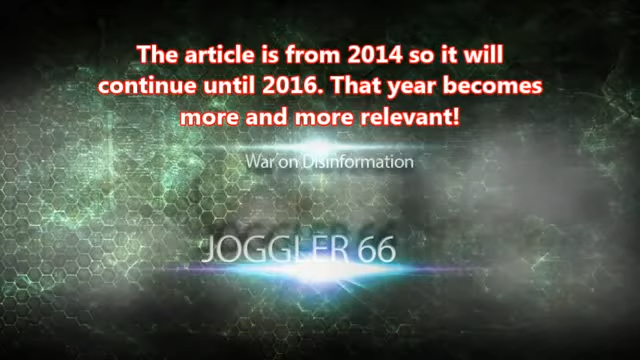 The article is from 2014 so it will
continue until 2016. That year becomes
more and more relevant!
War on Disinformation
JOGGLER 66